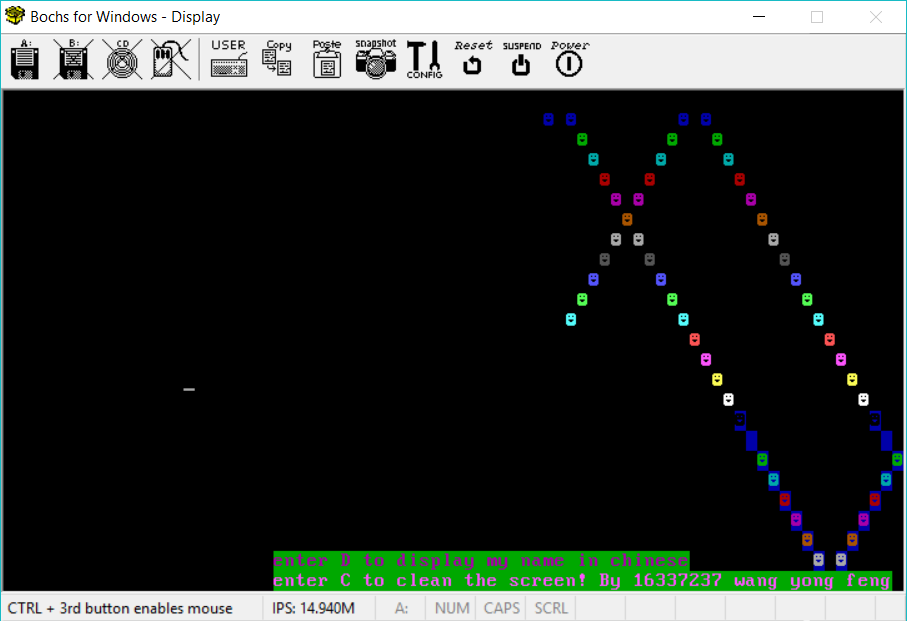 Bochs for Windows - Display
A: B: CD USER Copy Poste snapshot CONFIG Reset SUSPEND Power
enter D to display my name in chinese
enter C to clean the screen! By 16337237 wang yong feng
CTRL + 3rd button enables mouse IPS: 14.940M A: NUM CAPS SCRL